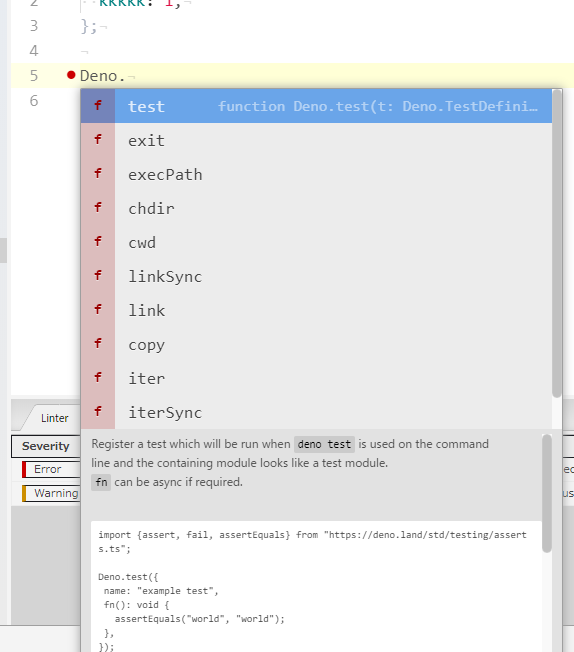 2 kkkkk: 1,
3 };
4
5 Deno.
6
f test function Deno.test(t: Deno.TestDefini…
f exit
f execPath
f chdir
f cwd
f linkSync
f link
f copy
f iter
f iterSync
Linter
Severity
Error
Warning
Register a test which will be run when deno test is used on the command
line and the containing module looks like a test module.
fn can be async if required.
import {assert, fail, assertEquals} from "https://deno.land/std/testing/assert
s.ts";
Deno.test({
name: "example test",
fn(): void {
assertEquals("world", "world");
},
});